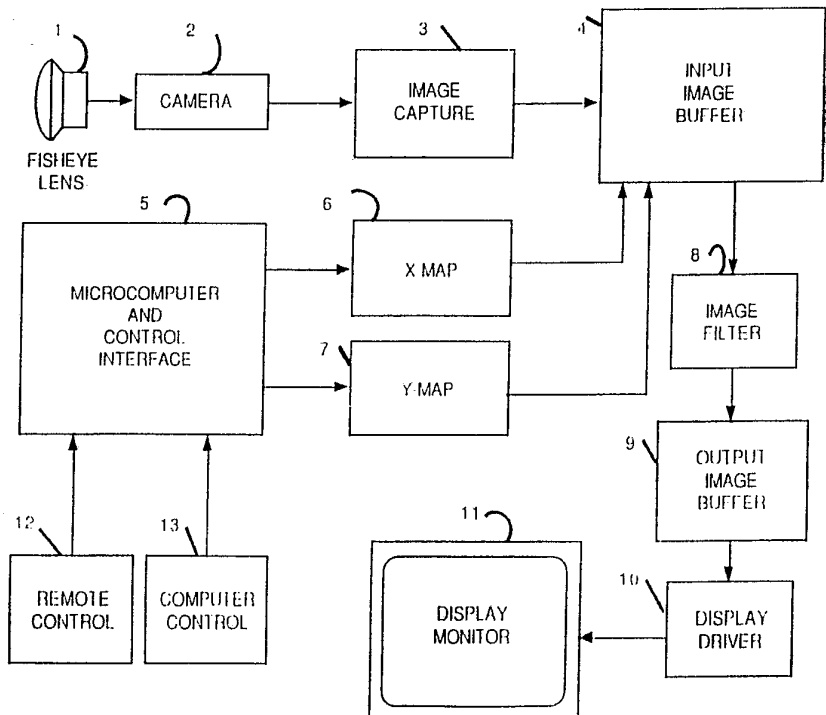 1
2
3
4
FISHEYE
LENS
CAMERA
IMAGE
CAPTURE
INPUT
IMAGE
BUFFER
5
6
7
8
MICROCOMPUTER
AND
CONTROL
INTERFACE
X MAP
Y-MAP
IMAGE
FILTER
9
OUTPUT
IMAGE
BUFFER
12
13
11
10
REMOTE
CONTROL
COMPUTER
CONTROL
DISPLAY
MONITOR
DISPLAY
DRIVER